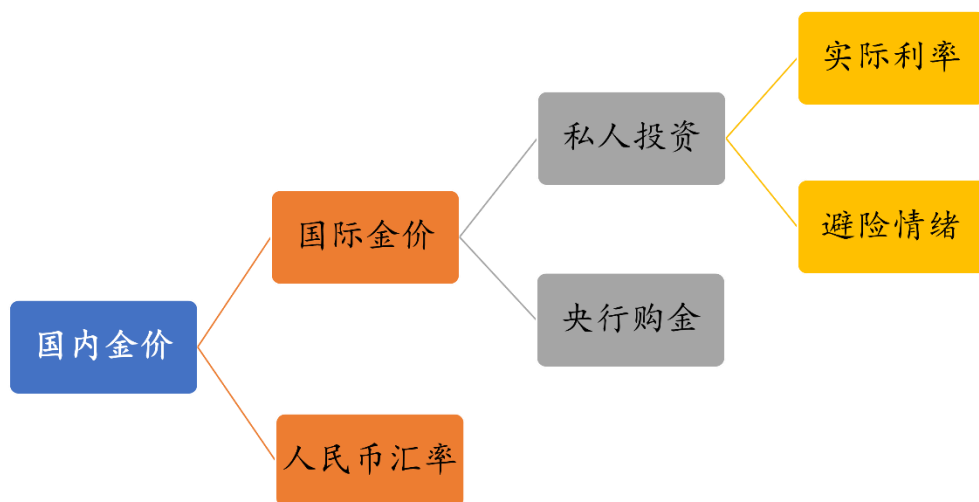 实际利率
私人投资
国际金价
避险情绪
央行购金
国内金价
人民币汇率